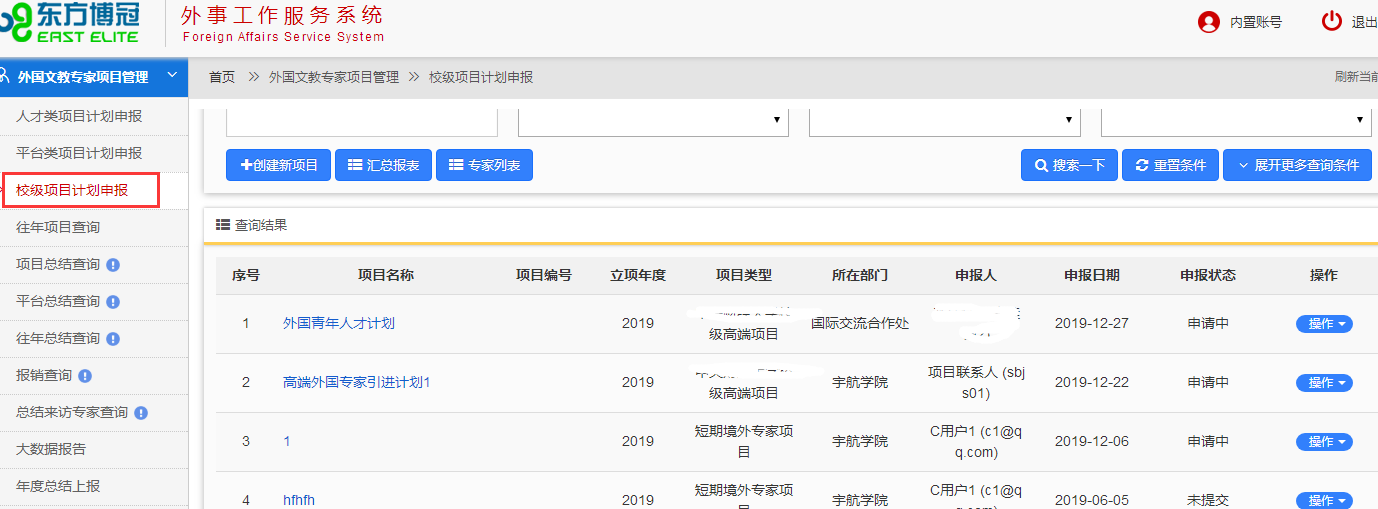 东方博冠
EAST ELITE
外事工作服务系统
Foreign Affairs Service System
内置账号
退出
外国文教专家项目管理
首页 外国文教专家项目管理 校级项目计划申报
刷新当前
人才类项目计划申报
平台类项目计划申报
校级项目计划申报
往年项目查询
项目总结查询
平台总结查询
往年总结查询
报销查询
总结来访专家查询
大数据报告
年度总结上报
创建新项目 汇总报表 专家列表 搜索一下 重置条件 展开更多查询条件
查询结果
序号 项目名称 项目编号 立项年度 项目类型 所在部门 申报人 申报日期 申报状态 操作
1 外国青年人才计划 2019 级高端项目 国际交流合作处 2019-12-27 申请中 操作
2 高端外国专家引进计划1 2019 级高端项目 宇航学院 项目联系人 (sbj
s01) 2019-12-22 申请中 操作
3 1 2019 短期境外专家项
目 宇航学院 C用户1 (c1@q
q.com) 2019-12-06 申请中 操作
4 hfhfh 2019 短期境外专家项 宇航学院 C用户1 (c1@q 2019-06-05 未提交 操作